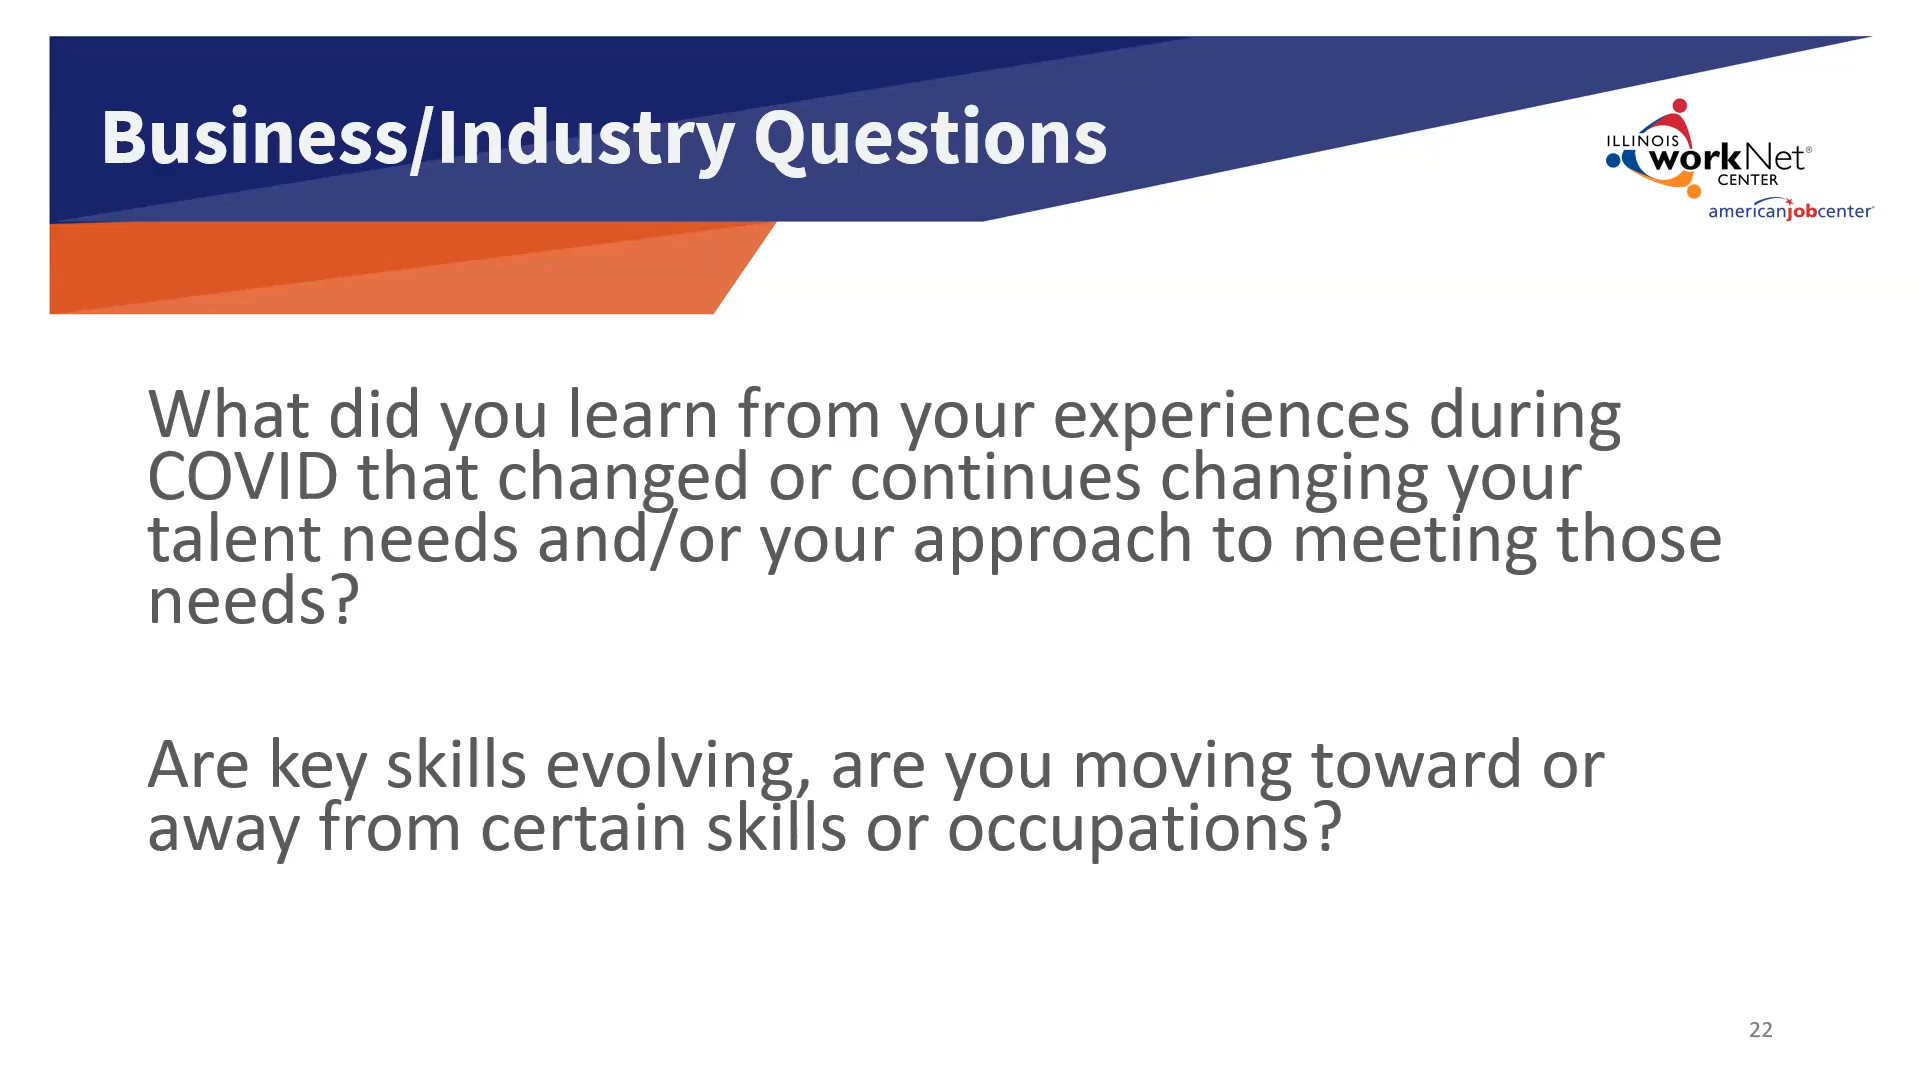 Business/Industry Questions
ILLINOIS
workNet®
CENTER
americanjobcenter
What did you learn from your experiences during
COVID that changed or continues changing your
talent needs and/or your approach to meeting those
needs?
Are key skills evolving, are you moving toward or
away from certain skills or occupations?
22